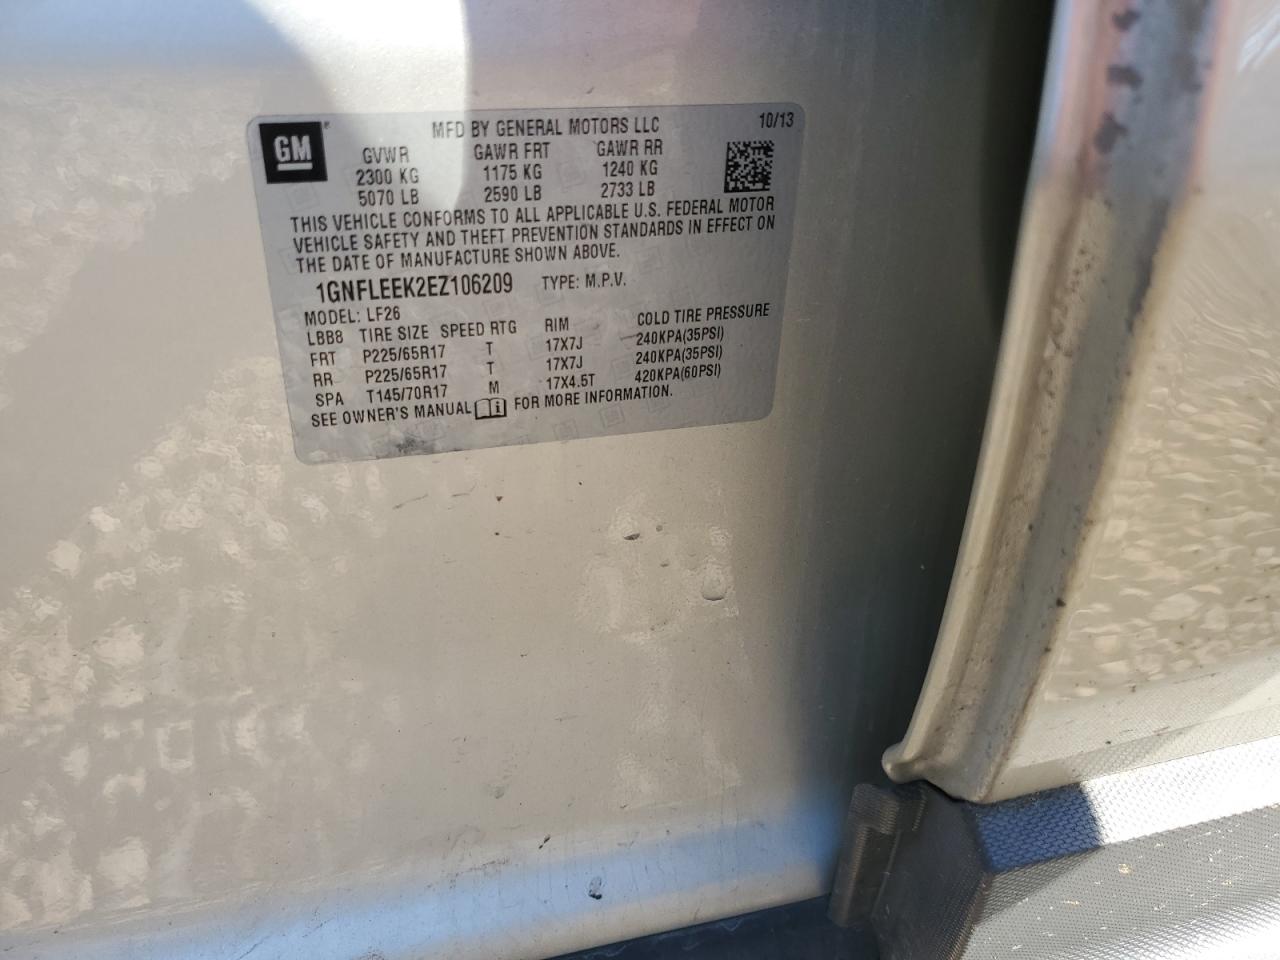 GM
MFD BY GENERAL MOTORS LLC 10/13
GVWR GAWR FRT GAWR RR
2300 KG 1175 KG 1240 KG
5070 LB 2590 LB 2733 LB
THIS VEHICLE CONFORMS TO ALL APPLICABLE U.S. FEDERAL MOTOR
VEHICLE SAFETY AND THEFT PREVENTION STANDARDS IN EFFECT ON
THE DATE OF MANUFACTURE SHOWN ABOVE.
1GNFLEEK2EZ106209 TYPE: M.P.V.
MODEL: LF26
LBB8 TIRE SIZE SPEED RTG RIM COLD TIRE PRESSURE
FRT P225/65R17 T 17X7J 240KPA(35PSI)
RR P225/65R17 T 17X7J 240KPA(35PSI)
SPA T145/70R17 M 17X4.5T 420KPA(60PSI)
SEE OWNER'S MANUAL FOR MORE INFORMATION.